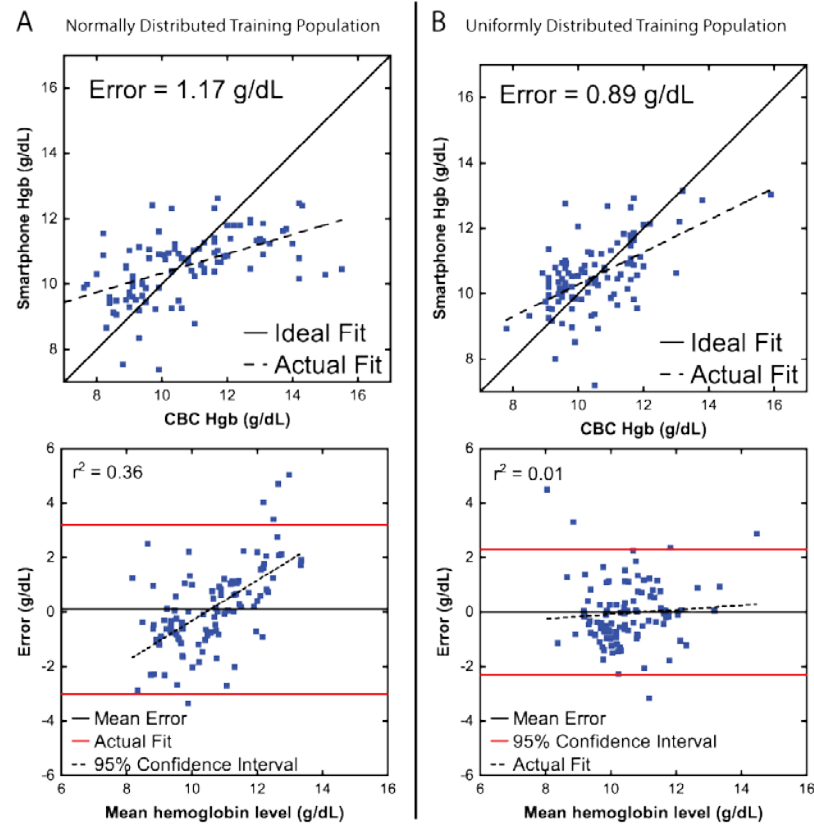 A Normally Distributed Training Population
Error = 1.17 g/dL
Smartphone Hgb (g/dL)
16
14
12
10
8
Ideal Fit
Actual Fit
8 10 12 14 16
CBC Hgb (g/dL)
r² = 0.36
Error (g/dL)
6
4
2
0
-2
-4
-6
Mean Error
Actual Fit
95% Confidence Interval
6 8 10 12 14 16
Mean hemoglobin level (g/dL)
B Uniformly Distributed Training Population
Error = 0.89 g/dL
Smartphone Hgb (g/dL)
16
14
12
10
8
Ideal Fit
Actual Fit
8 10 12 14 16
CBC Hgb (g/dL)
r² = 0.01
Error (g/dL)
6
4
2
0
-2
-4
-6
Mean Error
95% Confidence Interval
Actual Fit
6 8 10 12 14 16
Mean hemoglobin level (g/dL)